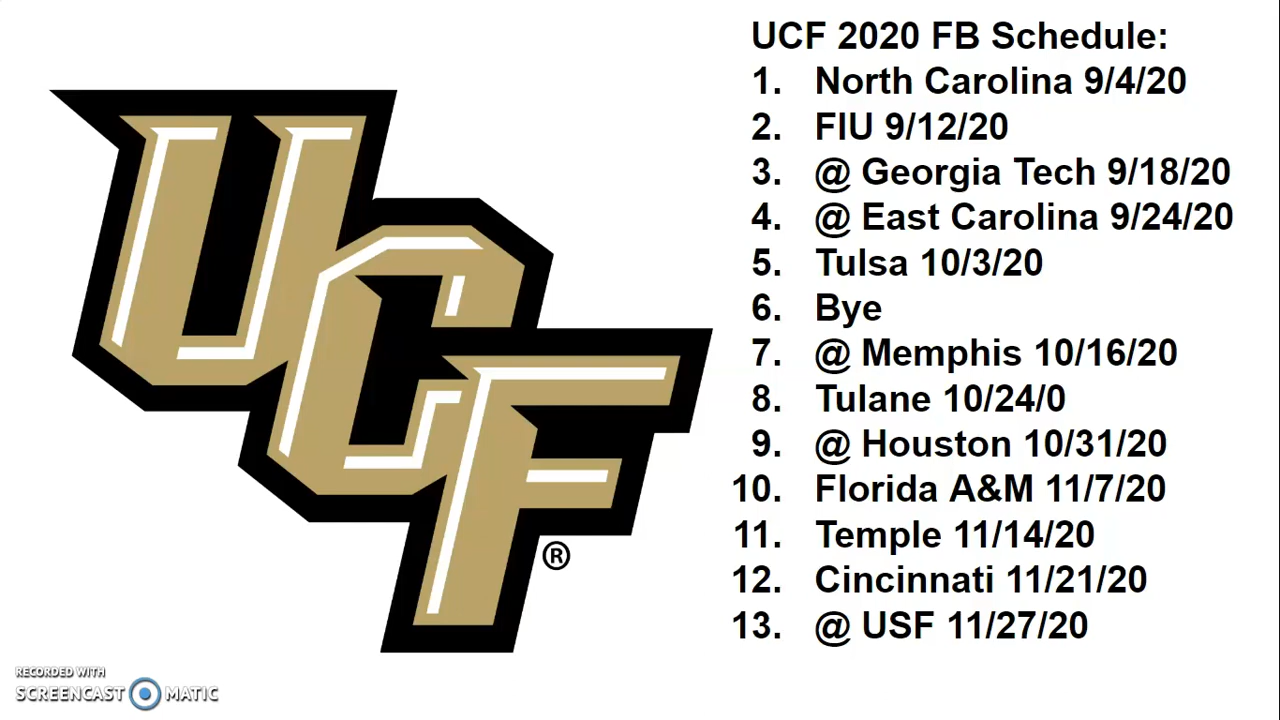 UCF
®
UCF 2020 FB Schedule:
1. North Carolina 9/4/20
2. FIU 9/12/20
3. @ Georgia Tech 9/18/20
4. @ East Carolina 9/24/20
5. Tulsa 10/3/20
6. Bye
7. @ Memphis 10/16/20
8. Tulane 10/24/0
9. @ Houston 10/31/20
10. Florida A&M 11/7/20
11. Temple 11/14/20
12. Cincinnati 11/21/20
13. @ USF 11/27/20
RECORDED WITH
SCREENCAST MATIC